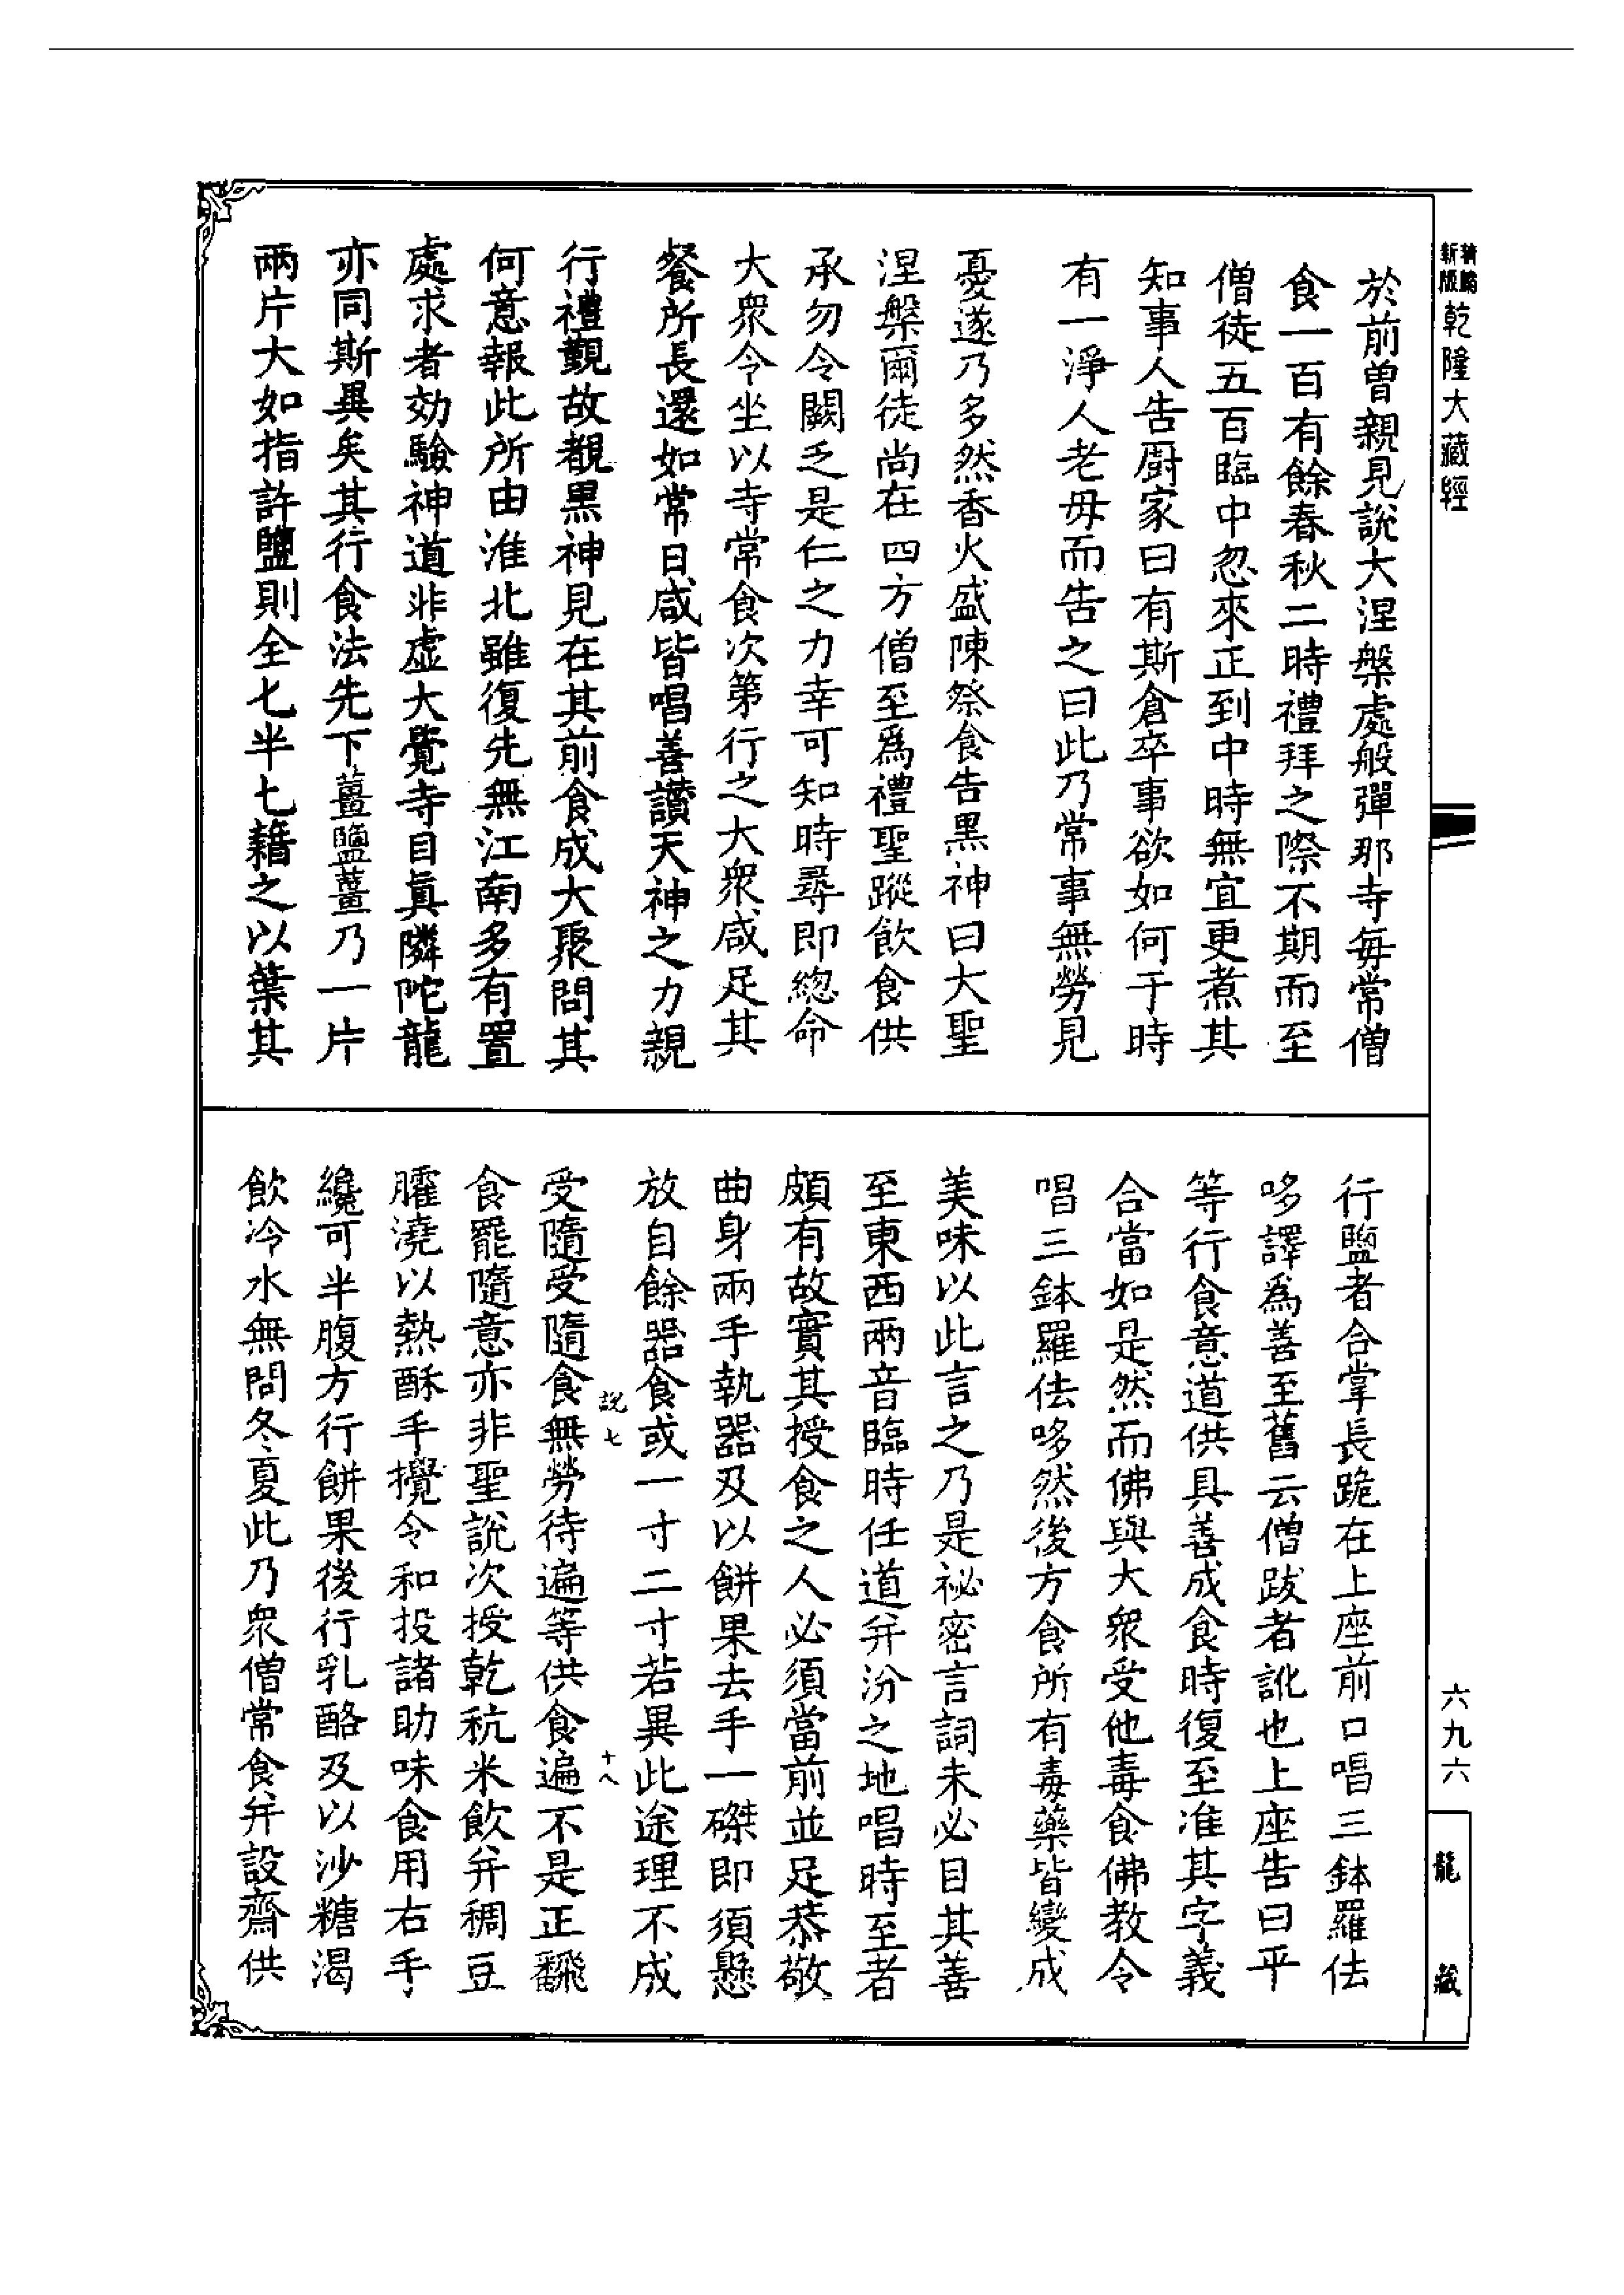 新編縮版乾隆大藏經
於前曾親見說大涅槃處般彈那寺每常僧
食一百有餘春秋二時禮拜之際不期而至
僧徒五百臨中忽來正到中時無宜更煮其
知事人告厨家曰有斯倉卒事欲如何于時
有一淨人老毋而告之曰此乃常事無勞見
憂遂乃多然香火盛陳祭食告黑神曰大聖
涅槃爾徒尚在四方僧至爲禮聖蹤飲食供
承勿令闕乏是仁之力幸可知時尋即總命
大衆令坐以寺常食次第行之大衆咸足其
餐所長還如常日咸皆唱善讚天神之力親
行禮覲故覩黑神見在其前食成大聚問其
何意報此所由淮北雖復先無江南多有置
處求者効驗神道非虛大覺寺目眞隣陀龍
亦同斯異矣其行食法先下薑鹽薑乃一片
兩片大如指許鹽則全匕半匕藉之以葉其
行鹽者合掌長跪在上座前口唱三鉢羅佉
哆譯爲善至舊云僧跋者訛也上座告曰平
等行食意道供具善成食時復至准其字義
合當如是然而佛與大衆受他毒食佛教令
唱三鉢羅佉哆然後方食所有毒藥皆變成
美味以此言之乃是祕密言詞未必目其善
至東西兩音臨時任道幷汾之地唱時至者
頗有故實其授食之人必須當前並足恭敬
曲身兩手執器及以餅果去手一磔即須懸
放自餘器食或一寸二寸若異此途理不成
說七 十八
受隨受隨食無勞待遍等供食遍不是正飜
食罷隨意亦非聖說次授乾秔米飲幷稠豆
臛澆以熱酥手攪令和投諸助味食用右手
纔可半腹方行餅果後行乳酪及以沙糖渴
飲冷水無問冬夏此乃衆僧常食幷設齋供
六九六
龍藏